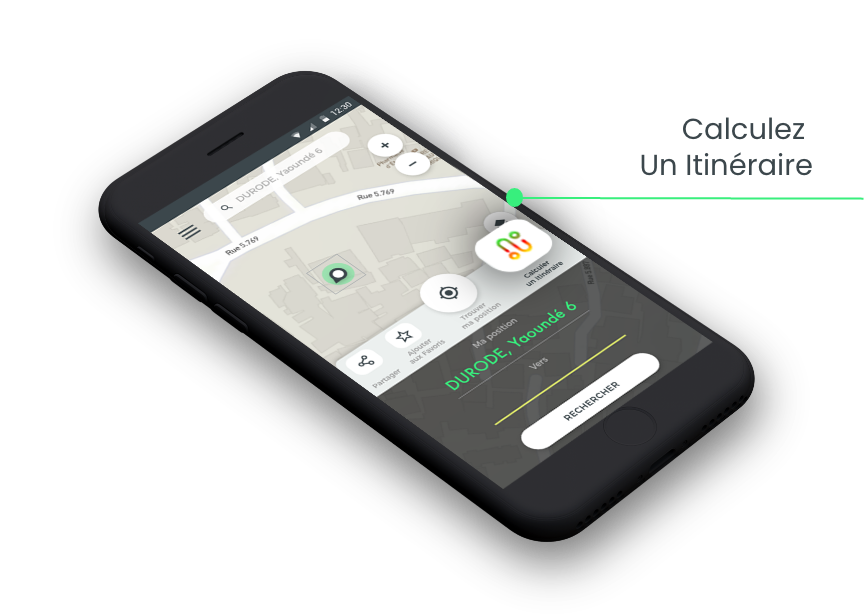 Calculez
Un Itinéraire
12:30
DURODE, Yaoundé 6
+
−
Rue 5.769
Rue 5.769
Calculer
un Itinéraire
Trouver
ma position
Ajouter
aux Favoris
Partager
Ma position
DURODE, Yaoundé 6
Vers
RECHERCHER